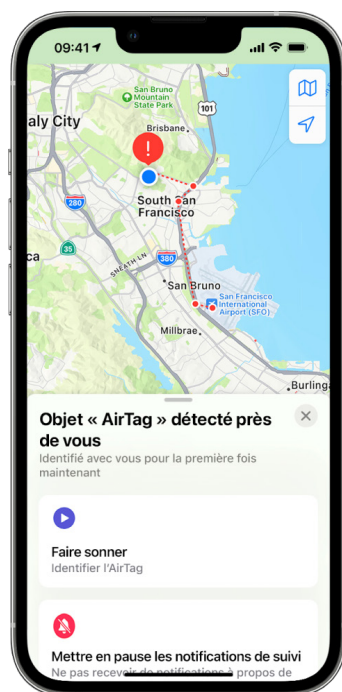 09:41
San Bruno
Mountain
State Park
101
aly City
Brisbane
280
South San
Francisco
35
380
ca
SNEATH LN
San Bruno
San Francisco
International
Airport (SFO)
Millbrae
Burling
Objet « AirTag » détecté près
de vous
Identifié avec vous pour la première fois
maintenant
Faire sonner
Identifier l’AirTag
Mettre en pause les notifications de suivi
Ne pas recevoir de notifications à propos de